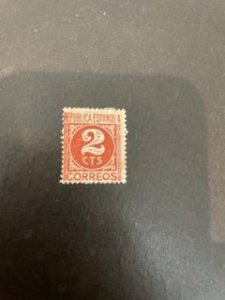 REPUBLICA ESPAÑOLA
2
CTS
CORREOS